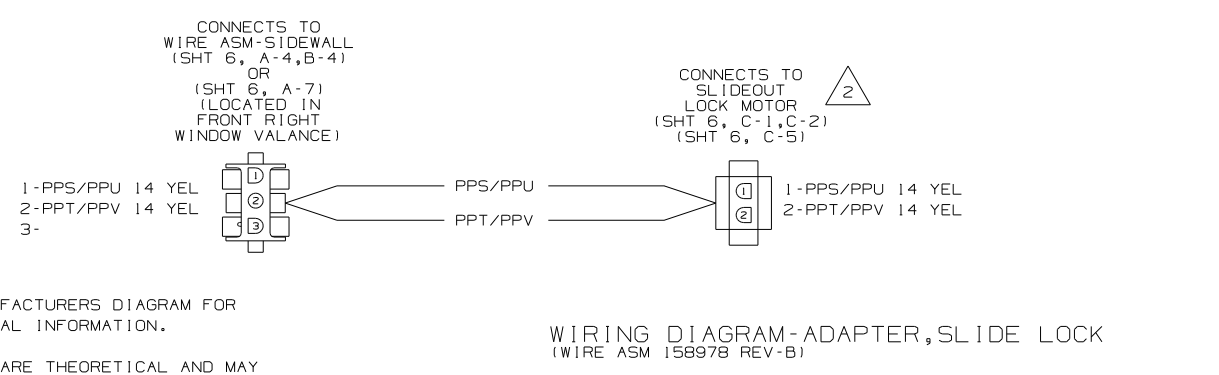 CONNECTS TO
WIRE ASM-SIDEWALL
(SHT 6, A-4,B-4)
OR
(SHT 6, A-7)
(LOCATED IN
FRONT RIGHT
WINDOW VALANCE)
CONNECTS TO
SLIDEOUT
LOCK MOTOR
(SHT 6, C-1,C-2)
(SHT 6, C-5)
2
1-PPS/PPU 14 YEL
2-PPT/PPV 14 YEL
3-
1
2
3
PPS/PPU
PPT/PPV
1
2
1-PPS/PPU 14 YEL
2-PPT/PPV 14 YEL
FACTURERS DIAGRAM FOR
AL INFORMATION.
ARE THEORETICAL AND MAY
WIRING DIAGRAM-ADAPTER,SLIDE LOCK
(WIRE ASM 158978 REV-B)